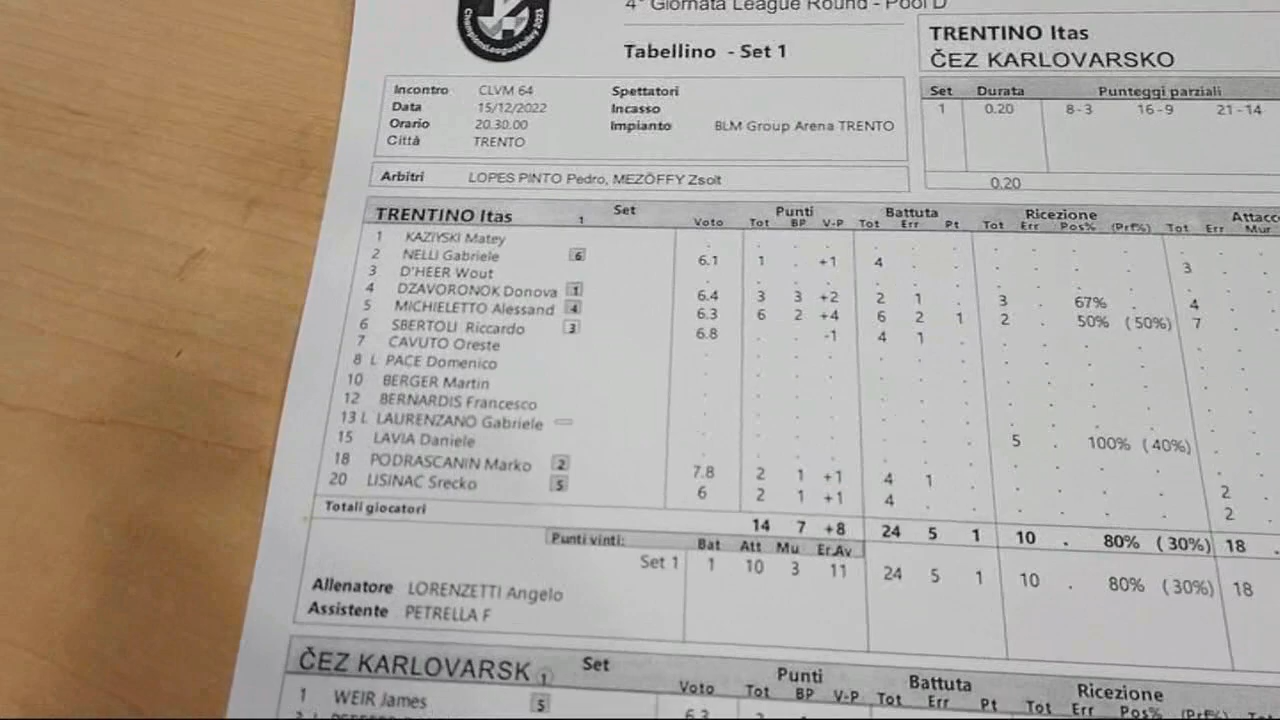 4ª Giornata League Round - Pool D
ChampionsLeagueVolley 2023
Tabellino - Set 1
TRENTINO Itas
ČEZ KARLOVARSKO
Incontro CLVM 64 Spettatori
Data 15/12/2022 Incasso
Orario 20.30.00 Impianto BLM Group Arena TRENTO
Città TRENTO
Set Durata Punteggi parziali
1 0.20 8-3 16-9 21-14
0.20
Arbitri LOPES PINTO Pedro, MEZÖFFY Zsolt
TRENTINO Itas 1 Set Voto Punti Tot BP V-P Battuta Tot Err Pt Ricezione Tot Err Pos% (Prf%) Attacc Tot Err Mur
1 KAZIYSKI Matey . . . . . . . . . . . .
2 NELLI Gabriele 6 6.1 1 . +1 4 . . . . . . 3
3 D'HEER Wout . . . . . . . . . .
4 DZAVORONOK Donova 1 6.4 3 3 +2 2 1 . 3 . 67% . 4
5 MICHIELETTO Alessand 4 6.3 6 2 +4 6 2 1 2 . 50% (50%) 7
6 SBERTOLI Riccardo 3 6.8 . . -1 4 1 . . . . .
7 CAVUTO Oreste . . . . . . . . . .
8 L PACE Domenico . . . . . . . . . .
10 BERGER Martin . . . . . . . . . .
12 BERNARDIS Francesco . . . . . . . . . .
13 L LAURENZANO Gabriele . . . . . . 5 . 100% (40%)
15 LAVIA Daniele . . . . . . . . . .
18 PODRASCANIN Marko 2 7.8 2 1 +1 4 1 . . . . . 2
20 LISINAC Srecko 5 6 2 1 +1 4 . . . . . . 2
Totali giocatori 14 7 +8 24 5 1 10 . 80% (30%) 18
Punti vinti: Bat Att Mu Er.Av
Set 1 1 10 3 11 24 5 1 10 . 80% (30%) 18
Allenatore LORENZETTI Angelo
Assistente PETRELLA F
ČEZ KARLOVARSK 1 Set Voto Punti Tot BP V-P Battuta Tot Err Pt Ricezione Tot Err Pos% (Prf%)
1 WEIR James 5 6.3 2